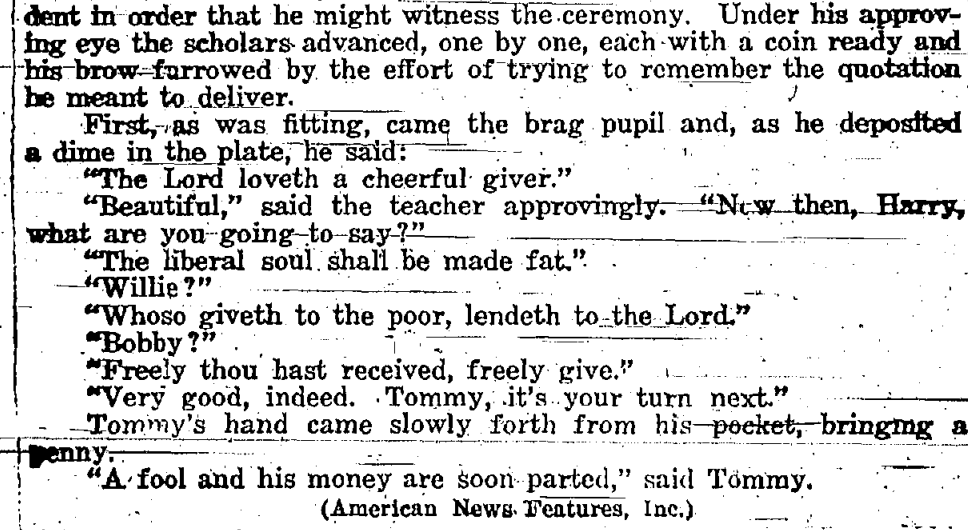 dent in order that he might witness the ceremony. Under his approv-
ing eye the scholars advanced, one by one, each with a coin ready and
his brow furrowed by the effort of trying to remember the quotation
he meant to deliver.
First, as was fitting, came the brag pupil and, as he deposited
a dime in the plate, he said:
"The Lord loveth a cheerful giver."
"Beautiful," said the teacher approvingly. "Now then, Harry,
what are you going to say?"
"The liberal soul shall be made fat."
"Willie?"
"Whoso giveth to the poor, lendeth to the Lord."
"Bobby?"
"Freely thou hast received, freely give."
"Very good, indeed. Tommy, it's your turn next."
Tommy's hand came slowly forth from his pocket, bringing a
penny.
"A fool and his money are soon parted," said Tommy.
(American News Features, Inc.)